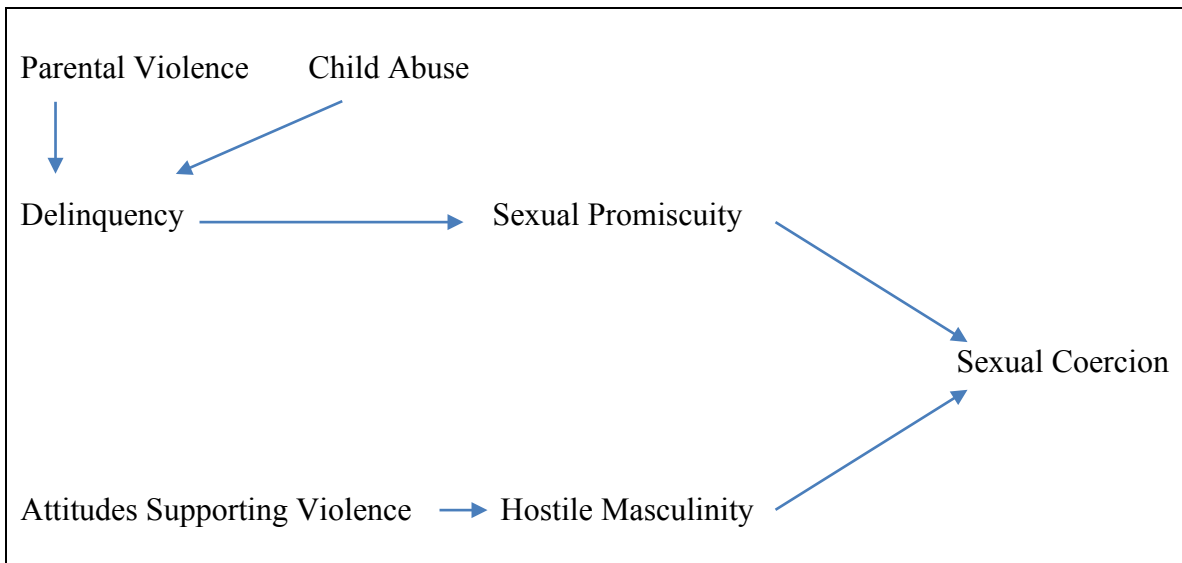 Parental Violence Child Abuse
Delinquency Sexual Promiscuity
Sexual Coercion
Attitudes Supporting Violence Hostile Masculinity